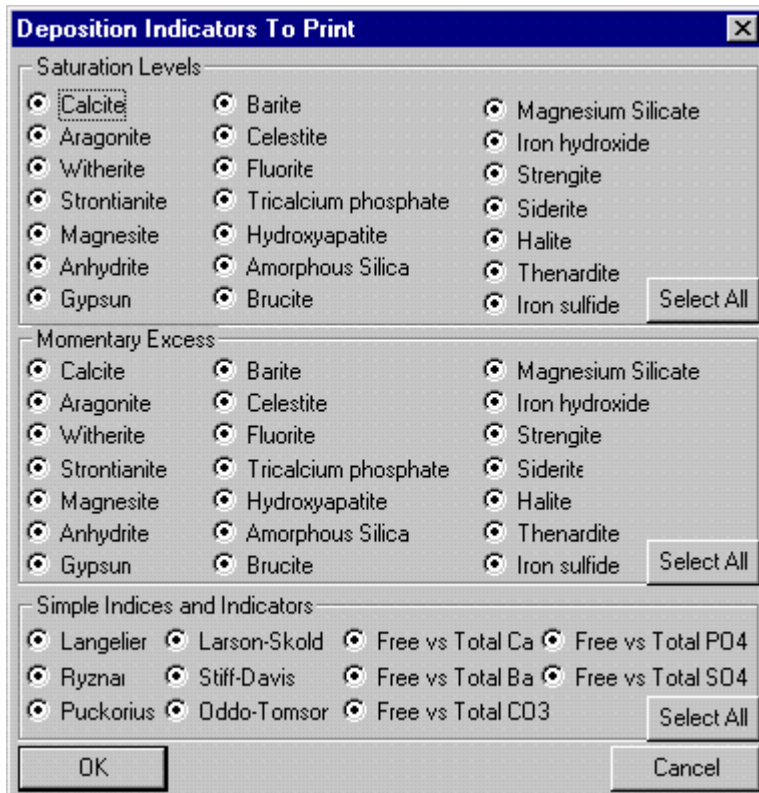 Deposition Indicators To Print
Saturation Levels
Calcite
Aragonite
Witherite
Strontianite
Magnesite
Anhydrite
Gypsun
Barite
Celestite
Fluorite
Tricalcium phosphate
Hydroxyapatite
Amorphous Silica
Brucite
Magnesium Silicate
Iron hydroxide
Strengite
Siderite
Halite
Thenardite
Iron sulfide
Select All
Momentary Excess
Calcite
Aragonite
Witherite
Strontianite
Magnesite
Anhydrite
Gypsun
Barite
Celestite
Fluorite
Tricalcium phosphate
Hydroxyapatite
Amorphous Silica
Brucite
Magnesium Silicate
Iron hydroxide
Strengite
Siderite
Halite
Thenardite
Iron sulfide
Select All
Simple Indices and Indicators
Langelier
Ryznar
Puckorius
Larson-Skold
Stiff-Davis
Oddo-Tomsor
Free vs Total Ca
Free vs Total Ba
Free vs Total CO3
Free vs Total PO4
Free vs Total SO4
Select All
OK
Cancel